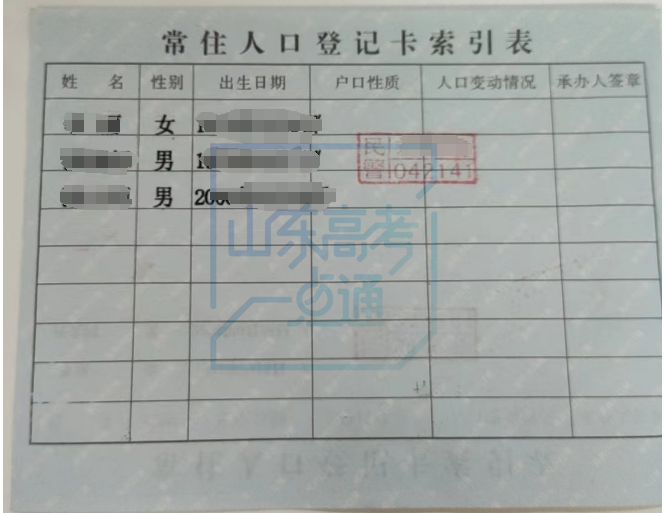 常住人口登记卡索引表
姓 名 性别 出生日期 户口性质 人口变动情况 承办人签章
女
男
男 200
民
警 042141
山东高考
一点通